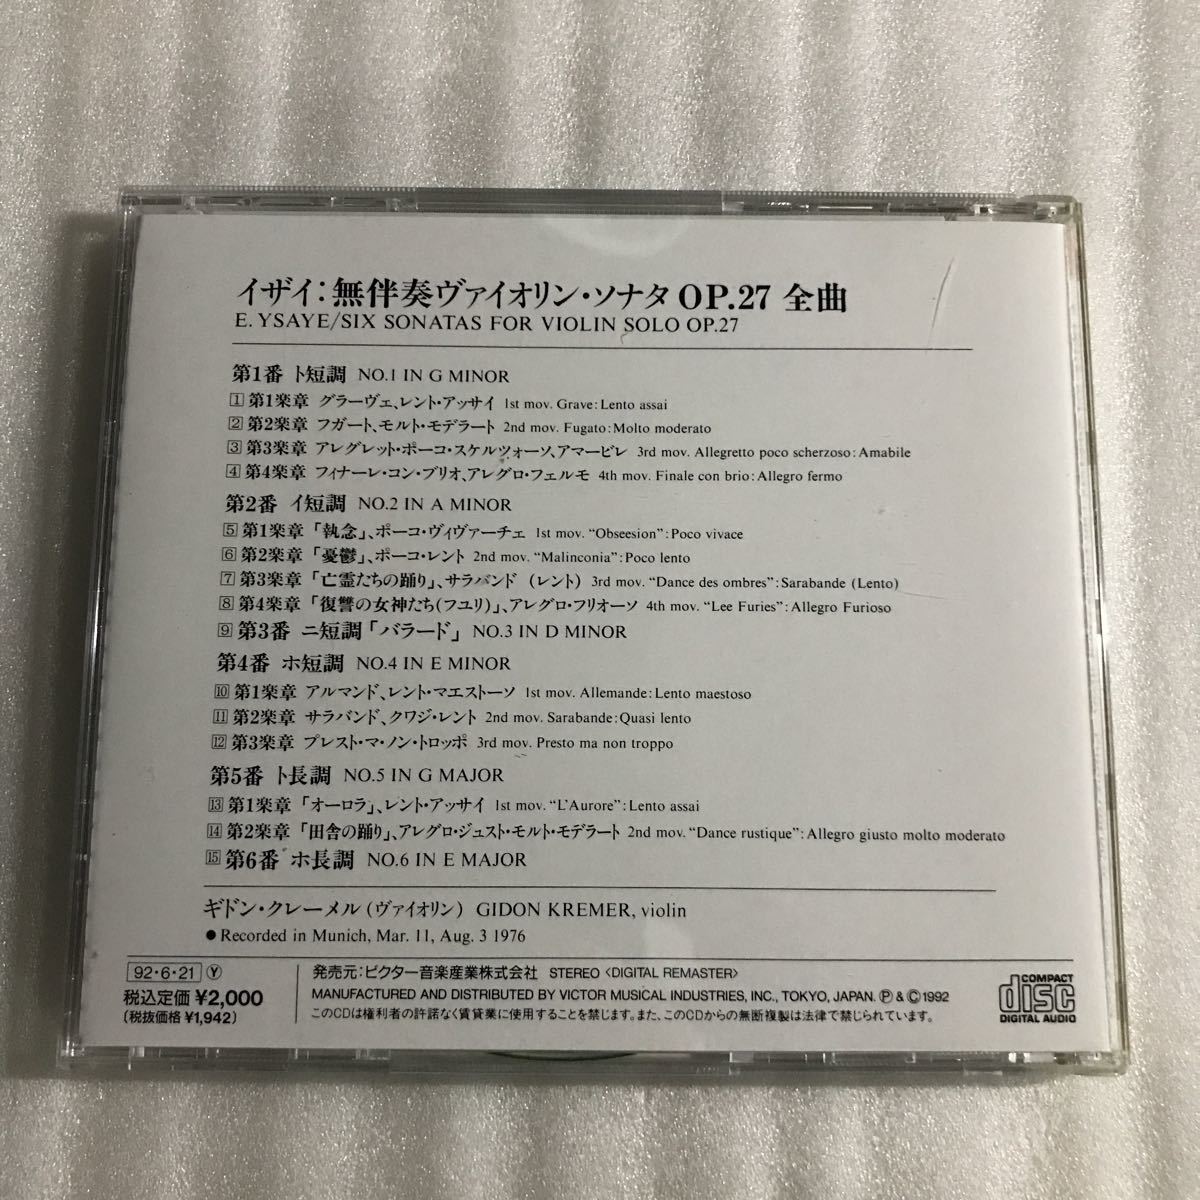 イザイ：無伴奏ヴァイオリン・ソナタ OP.27 全曲
E. YSAYE/SIX SONATAS FOR VIOLIN SOLO OP.27
第1番 ト短調 NO.1 IN G MINOR
1 第1楽章 グラーヴェ、レント・アッサイ 1st mov. Grave: Lento assai
2 第2楽章 フガート、モルト・モデラート 2nd mov. Fugato: Molto moderato
3 第3楽章 アレグレット・ポーコ・スケルツォーソ、アマービレ 3rd mov. Allegretto poco scherzoso: Amabile
4 第4楽章 フィナーレ・コン・ブリオ、アレグロ・フェルモ 4th mov. Finale con brio: Allegro fermo
第2番 イ短調 NO.2 IN A MINOR
5 第1楽章「執念」、ポーコ・ヴィヴァーチェ 1st mov. “Obseesion”: Poco vivace
6 第2楽章「憂鬱」、ポーコ・レント 2nd mov. “Malinconia”: Poco lento
7 第3楽章「亡霊たちの踊り」、サラバンド（レント） 3rd mov. “Dance des ombres”: Sarabande (Lento)
8 第4楽章「復讐の女神たち(フユリ)」、アレグロ・フリオーソ 4th mov. “Lee Furies”: Allegro Furioso
9 第3番 ニ短調「バラード」 NO.3 IN D MINOR
第4番 ホ短調 NO.4 IN E MINOR
10 第1楽章 アルマンド、レント・マエストーソ 1st mov. Allemande: Lento maestoso
11 第2楽章 サラバンド、クワジ・レント 2nd mov. Sarabande: Quasi lento
12 第3楽章 プレスト・マ・ノン・トロッポ 3rd mov. Presto ma non troppo
第5番 ト長調 NO.5 IN G MAJOR
13 第1楽章「オーロラ」、レント・アッサイ 1st mov. “L'Aurore”: Lento assai
14 第2楽章「田舎の踊り」、アレグロ・ジュスト・モルト・モデラート 2nd mov. “Dance rustique”: Allegro giusto molto moderato
15 第6番 ホ長調 NO.6 IN E MAJOR
ギドン・クレーメル（ヴァイオリン） GIDON KREMER, violin
● Recorded in Munich, Mar. 11, Aug. 3 1976
92・6・21 Ⓨ
税込定価 ¥2,000
(税抜価格 ¥1,942)
発売元：ビクター音楽産業株式会社 STEREO〈DIGITAL REMASTER〉
MANUFACTURED AND DISTRIBUTED BY VICTOR MUSICAL INDUSTRIES, INC., TOKYO, JAPAN. Ⓟ & © 1992
このCDは権利者の許諾なく賃貸業に使用することを禁じます。また、このCDからの無断複製は法律で禁じられています。
COMPACT
disc
DIGITAL AUDIO